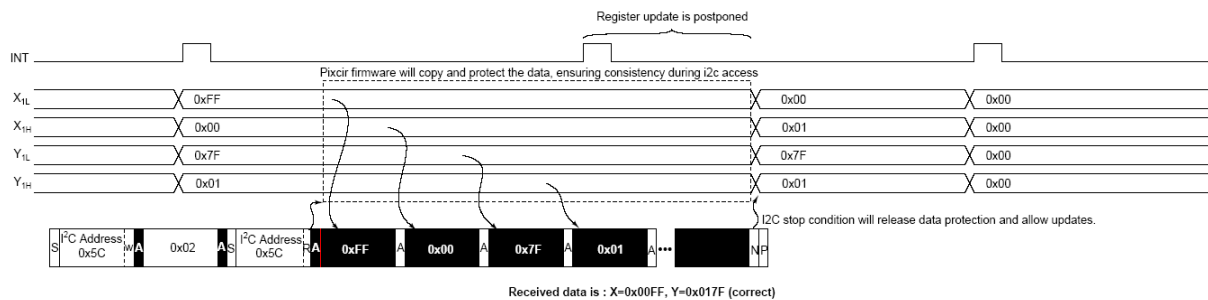 Register update is postponed
INT
Pixcir firmware will copy and protect the data, ensuring consistency during i2c access
X1L 0xFF 0x00 0x00
X1H 0x00 0x01 0x00
Y1L 0x7F 0x7F 0x00
Y1H 0x01 0x01 0x00
I2C stop condition will release data protection and allow updates.
S I²C Address 0x5C w A 0x02 A S I²C Address 0x5C R A 0xFF A 0x00 A 0x7F A 0x01 A ••• N P
Received data is : X=0x00FF, Y=0x017F (correct)